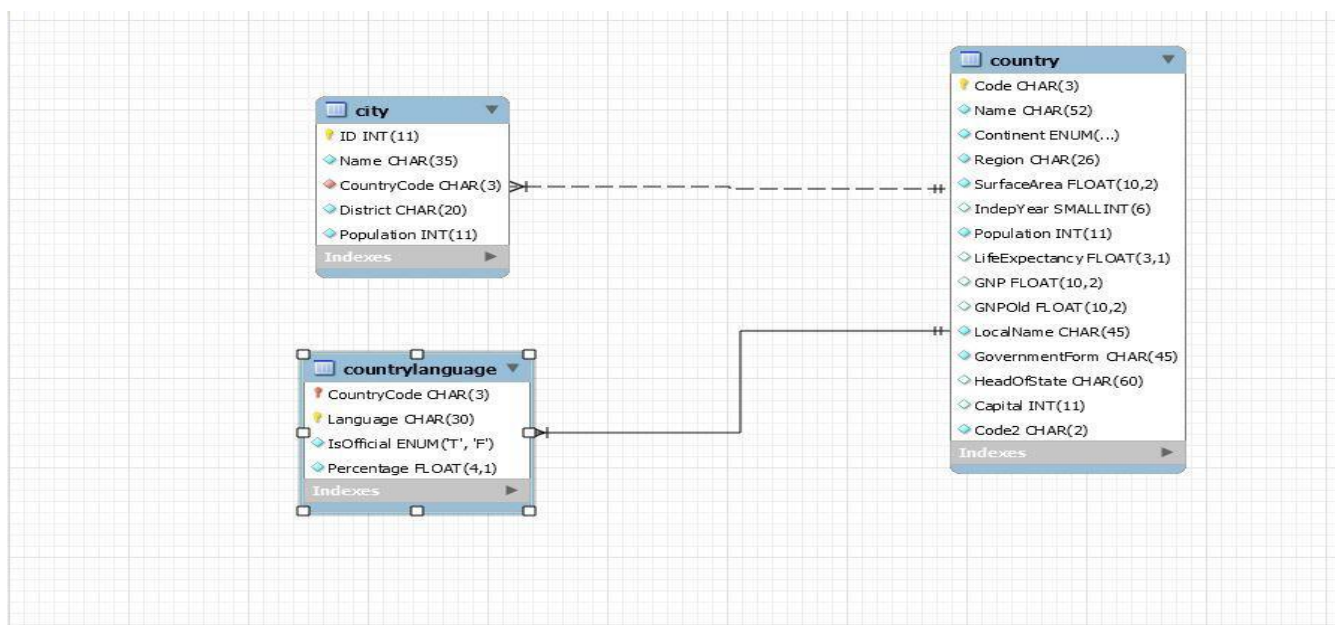 city
ID INT(11)
Name CHAR(35)
CountryCode CHAR(3)
District CHAR(20)
Population INT(11)
Indexes
countrylanguage
CountryCode CHAR(3)
Language CHAR(30)
IsOfficial ENUM('T', 'F')
Percentage FLOAT(4,1)
Indexes
country
Code CHAR(3)
Name CHAR(52)
Continent ENUM(...)
Region CHAR(26)
SurfaceArea FLOAT(10,2)
IndepYear SMALLINT(6)
Population INT(11)
LifeExpectancy FLOAT(3,1)
GNP FLOAT(10,2)
GNPOld FLOAT(10,2)
LocalName CHAR(45)
GovernmentForm CHAR(45)
HeadOfState CHAR(60)
Capital INT(11)
Code2 CHAR(2)
Indexes